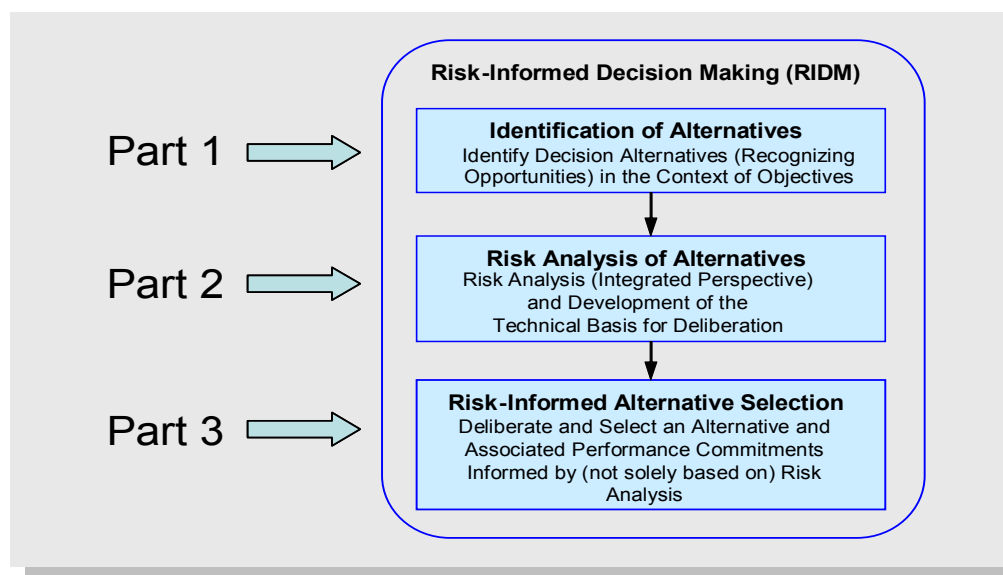 Risk-Informed Decision Making (RIDM)
Part 1
Identification of Alternatives
Identify Decision Alternatives (Recognizing
Opportunities) in the Context of Objectives
Part 2
Risk Analysis of Alternatives
Risk Analysis (Integrated Perspective)
and Development of the
Technical Basis for Deliberation
Part 3
Risk-Informed Alternative Selection
Deliberate and Select an Alternative and
Associated Performance Commitments
Informed by (not solely based on) Risk
Analysis